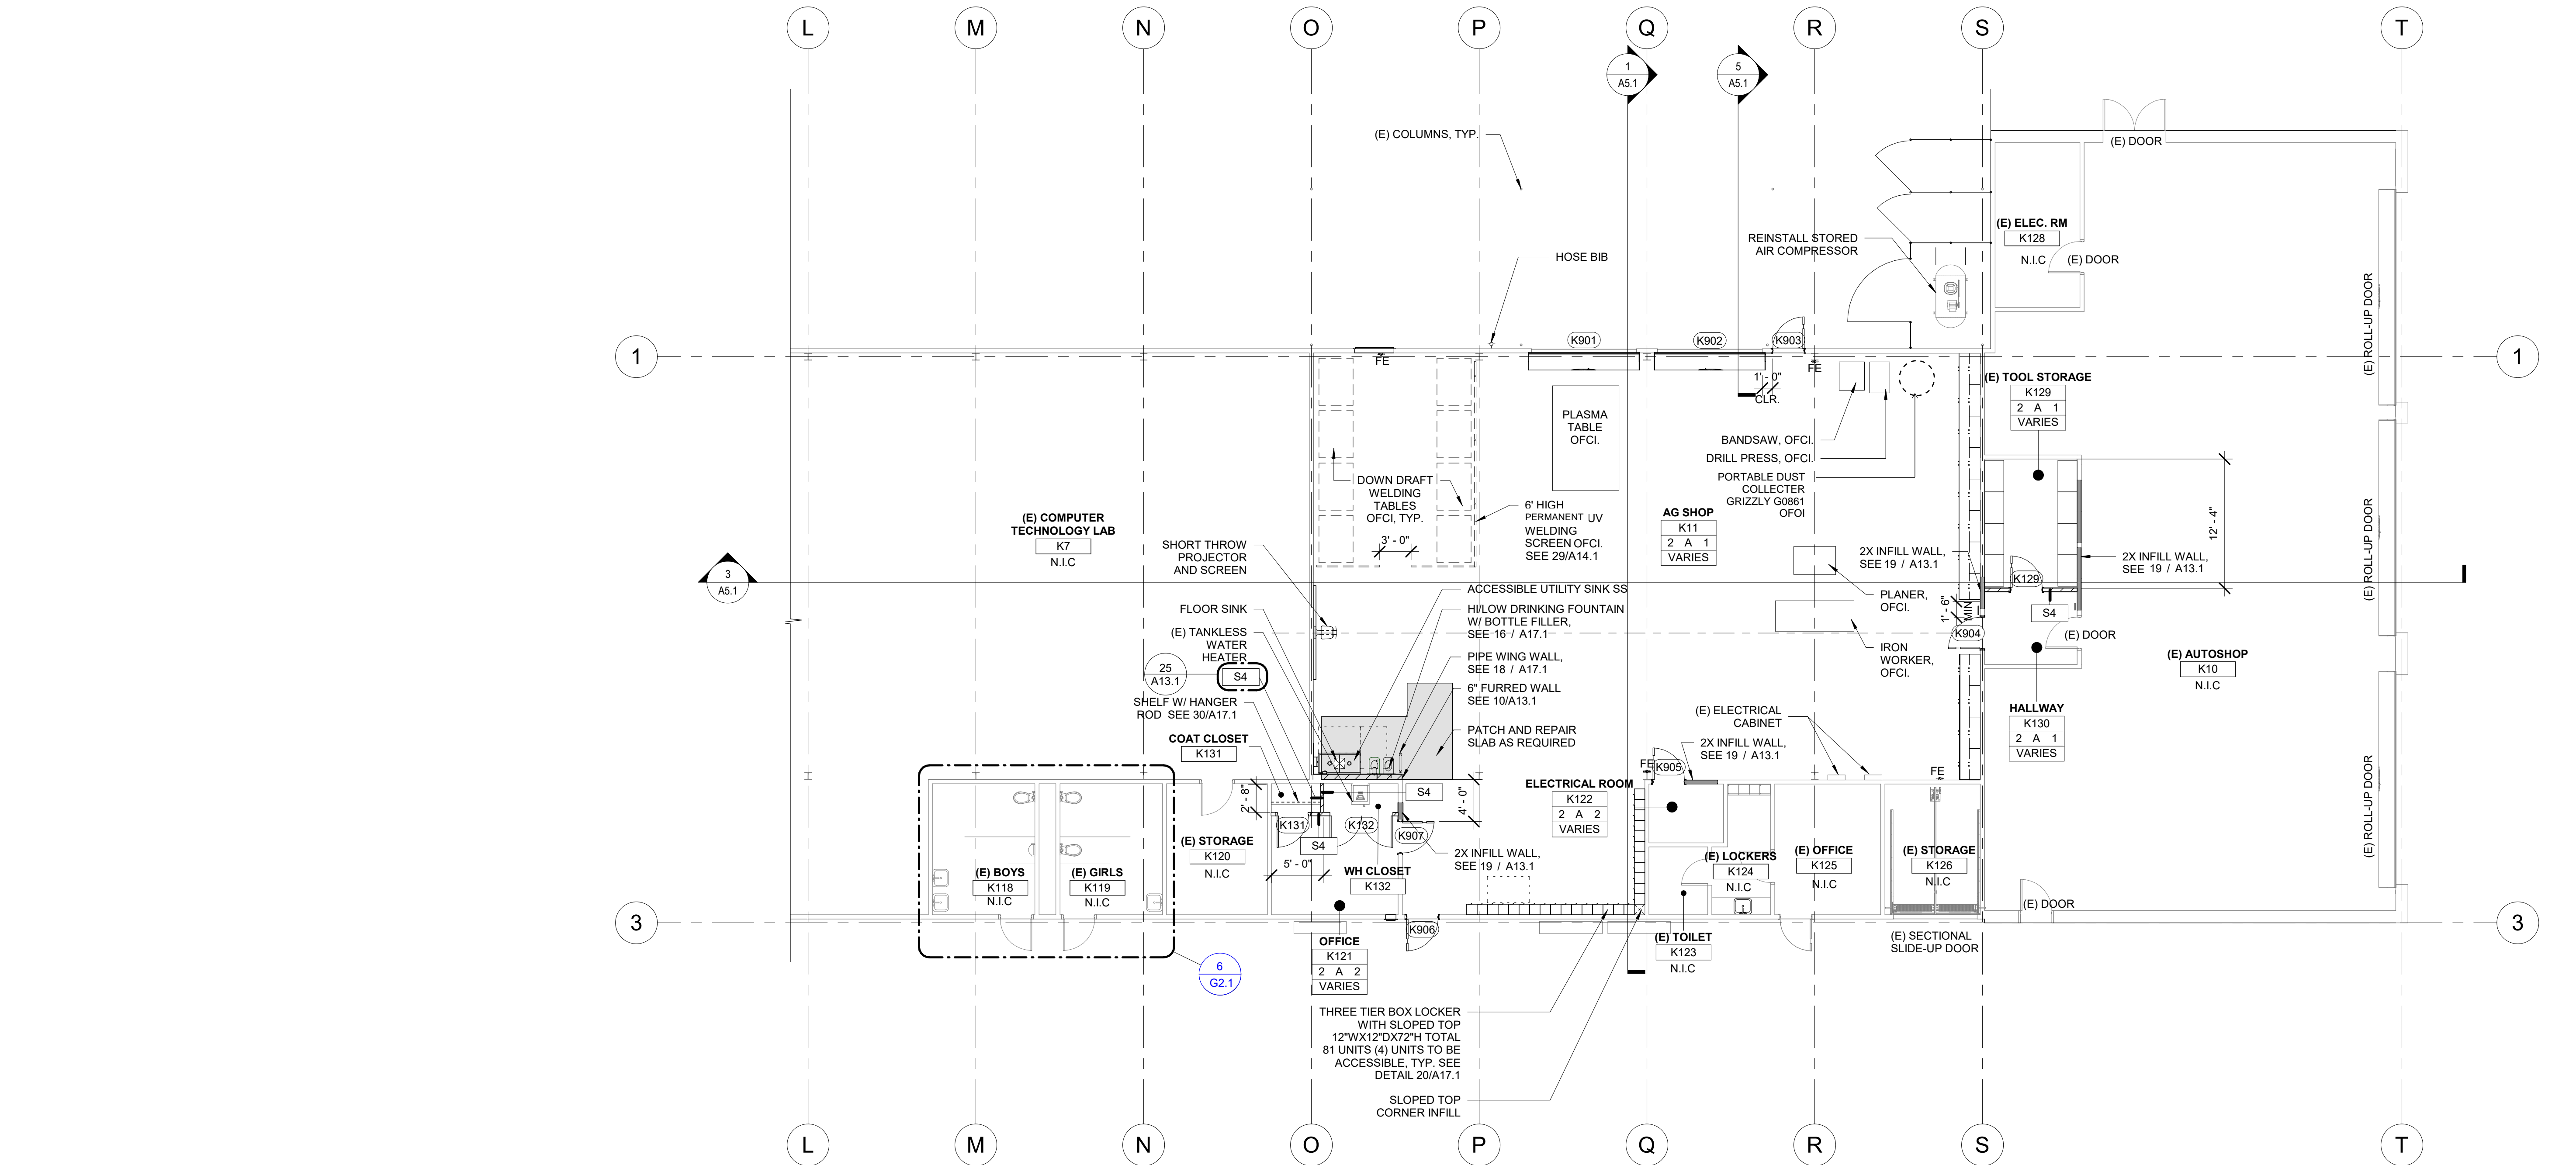 L
M
N
O
P
Q
R
S
T
1
A5.1
5
A5.1
(E) COLUMNS, TYP.
(E) DOOR
(E) ELEC. RM
K128
N.I.C
(E) DOOR
REINSTALL STORED
AIR COMPRESSOR
HOSE BIB
(E) ROLL-UP DOOR
1
K901
K902
K903
1
FE
FE
1' - 0"
CLR.
(E) TOOL STORAGE
K129
2 A 1
VARIES
PLASMA
TABLE
OFCI.
BANDSAW, OFCI.
DRILL PRESS, OFCI.
PORTABLE DUST
COLLECTER
GRIZZLY G0861
OFOI
DOWN DRAFT
WELDING
TABLES
OFCI, TYP.
3' - 0"
6' HIGH
PERMANENT UV
WELDING
SCREEN OFCI.
SEE 29/A14.1
AG SHOP
K11
2 A 1
VARIES
(E) COMPUTER
TECHNOLOGY LAB
K7
N.I.C
12' - 4"
(E) ROLL-UP DOOR
SHORT THROW
PROJECTOR
AND SCREEN
2X INFILL WALL,
SEE 19 / A13.1
2X INFILL WALL,
SEE 19 / A13.1
3
A5.1
K129
S4
ACCESSIBLE UTILITY SINK SS
PLANER,
OFCI.
1' - 6"
MIN
FLOOR SINK
HI/LOW DRINKING FOUNTAIN
W/ BOTTLE FILLER,
SEE 16 / A17.1
(E) TANKLESS
WATER
HEATER
K904
(E) DOOR
IRON
WORKER,
OFCI.
(E) AUTOSHOP
K10
N.I.C
25
A13.1
S4
PIPE WING WALL,
SEE 18 / A17.1
6" FURRED WALL
SEE 10/A13.1
SHELF W/ HANGER
ROD SEE 30/A17.1
(E) ELECTRICAL
CABINET
HALLWAY
K130
2 A 1
VARIES
PATCH AND REPAIR
SLAB AS REQUIRED
COAT CLOSET
K131
2X INFILL WALL,
SEE 19 / A13.1
FE
K905
FE
(E) ROLL-UP DOOR
ELECTRICAL ROOM
K122
2 A 2
VARIES
2' - 8"
S4
4' - 0"
K131
K132
K907
S4
(E) STORAGE
K120
N.I.C
5' - 0"
2X INFILL WALL,
SEE 19 / A13.1
WH CLOSET
K132
(E) LOCKERS
K124
N.I.C
(E) OFFICE
K125
N.I.C
(E) STORAGE
K126
N.I.C
(E) BOYS
K118
N.I.C
(E) GIRLS
K119
N.I.C
(E) DOOR
3
K906
3
OFFICE
K121
2 A 2
VARIES
(E) TOILET
K123
N.I.C
(E) SECTIONAL
SLIDE-UP DOOR
6
G2.1
THREE TIER BOX LOCKER
WITH SLOPED TOP
12"WX12"DX72"H TOTAL
81 UNITS (4) UNITS TO BE
ACCESSIBLE, TYP. SEE
DETAIL 20/A17.1
SLOPED TOP
CORNER INFILL
L
M
N
O
P
Q
R
S
T